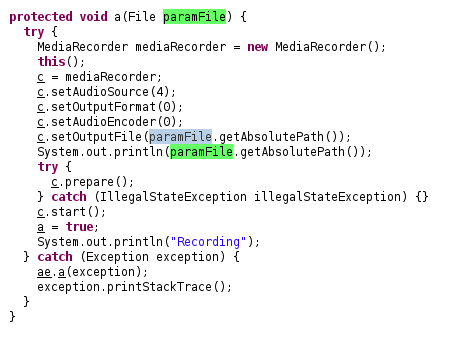 protected void a(File paramFile) {
try {
MediaRecorder mediaRecorder = new MediaRecorder();
this();
c = mediaRecorder;
c.setAudioSource(4);
c.setOutputFormat(0);
c.setAudioEncoder(0);
c.setOutputFile(paramFile.getAbsolutePath());
System.out.println(paramFile.getAbsolutePath());
try {
c.prepare();
} catch (IllegalStateException illegalStateException) {}
c.start();
a = true;
System.out.println("Recording");
} catch (Exception exception) {
ae.a(exception);
exception.printStackTrace();
}
}